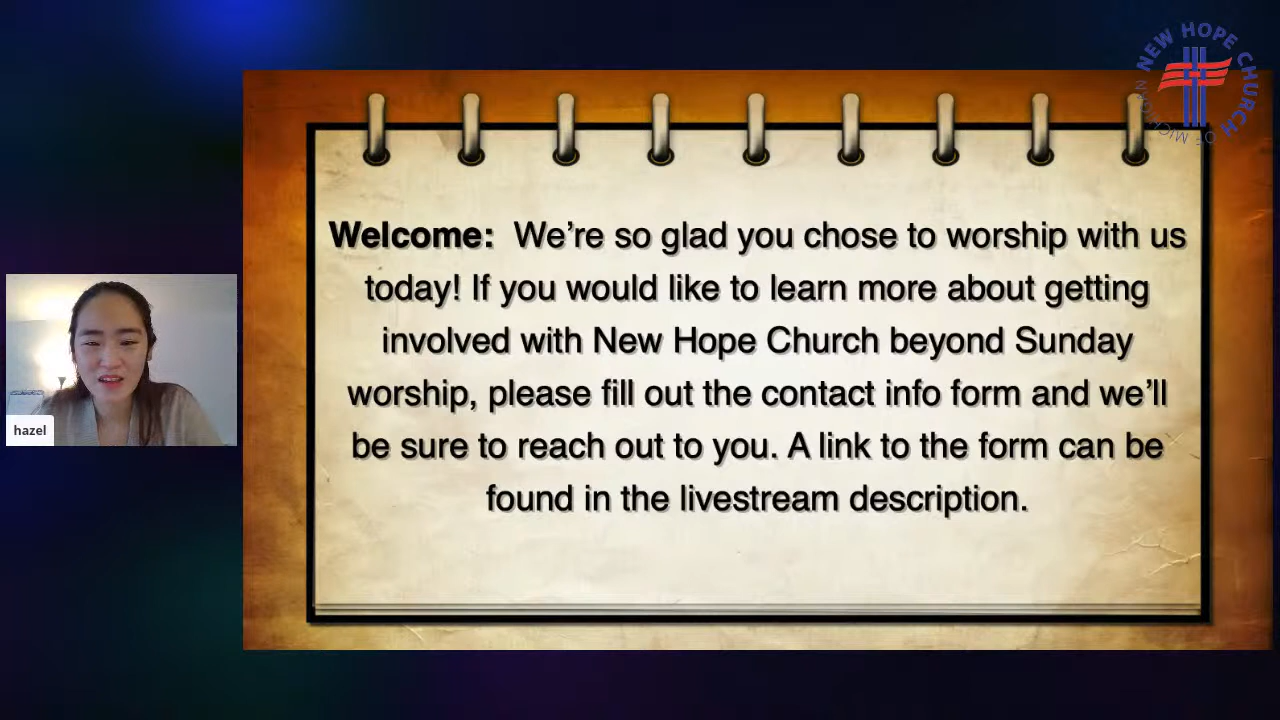 NEW HOPE CHURCH
OF MICHIGAN
Welcome: We're so glad you chose to worship with us
today! If you would like to learn more about getting
involved with New Hope Church beyond Sunday
worship, please fill out the contact info form and we'll
be sure to reach out to you. A link to the form can be
found in the livestream description.
hazel